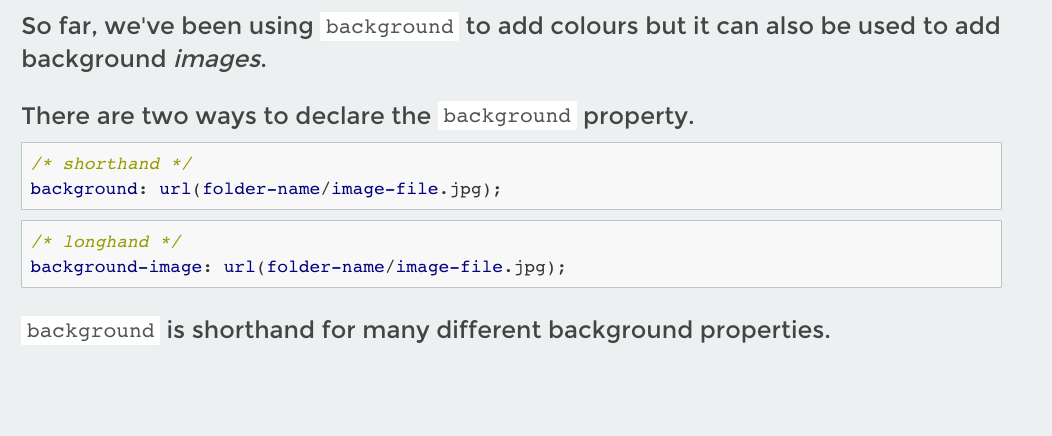 So far, we've been using background to add colours but it can also be used to add
background images.
There are two ways to declare the background property.
/* shorthand */
background: url(folder-name/image-file.jpg);
/* longhand */
background-image: url(folder-name/image-file.jpg);
background is shorthand for many different background properties.